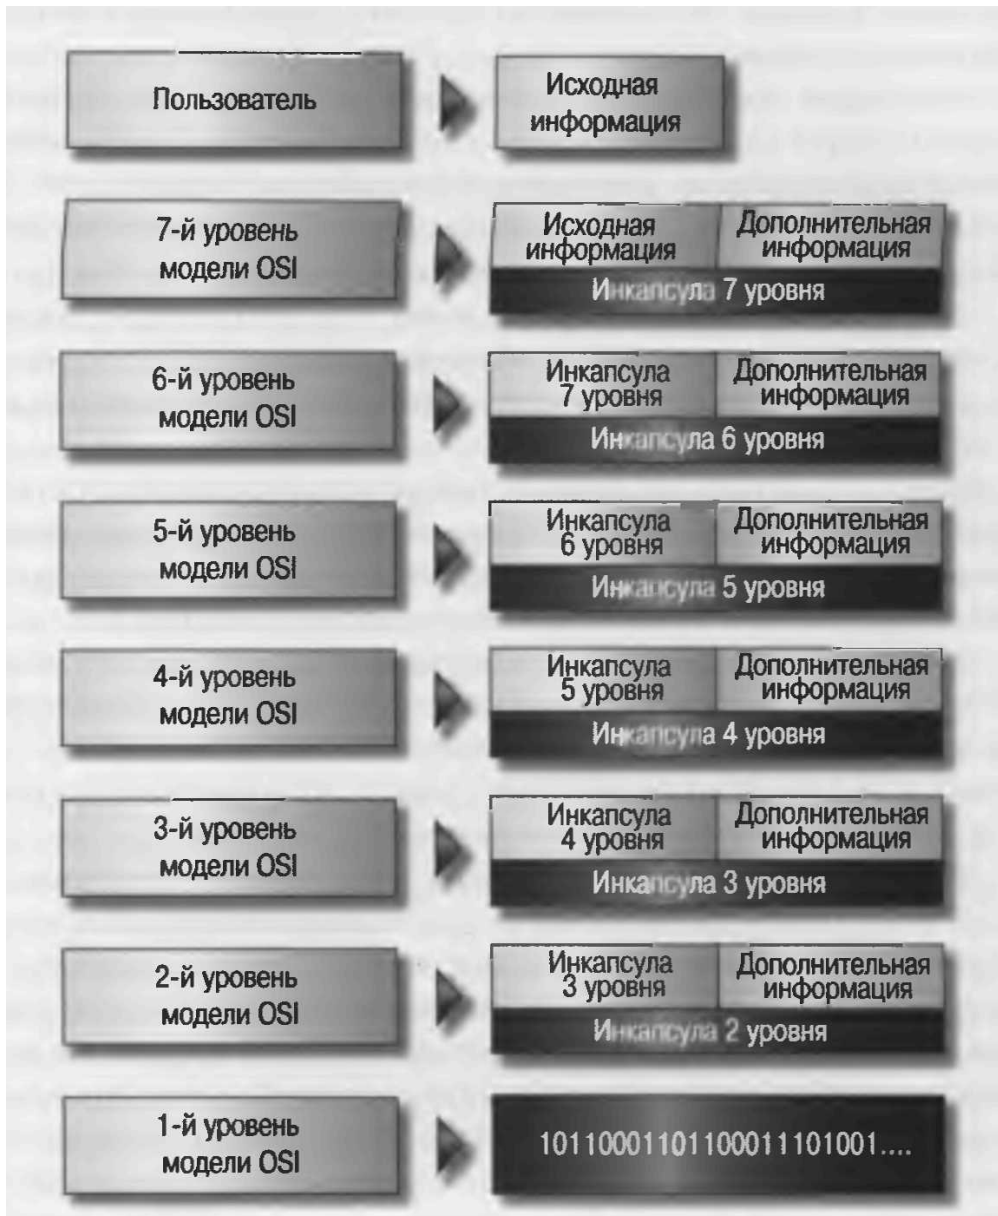 Пользователь
Исходная
информация
7-й уровень
модели OSI
Исходная
информация
Дополнительная
информация
Инкапсула 7 уровня
6-й уровень
модели OSI
Инкапсула
7 уровня
Дополнительная
информация
Инкапсула 6 уровня
5-й уровень
модели OSI
Инкапсула
6 уровня
Дополнительная
информация
Инкапсула 5 уровня
4-й уровень
модели OSI
Инкапсула
5 уровня
Дополнительная
информация
Инкапсула 4 уровня
3-й уровень
модели OSI
Инкапсула
4 уровня
Дополнительная
информация
Инкапсула 3 уровня
2-й уровень
модели OSI
Инкапсула
3 уровня
Дополнительная
информация
Инкапсула 2 уровня
1-й уровень
модели OSI
10110001101100011101001....